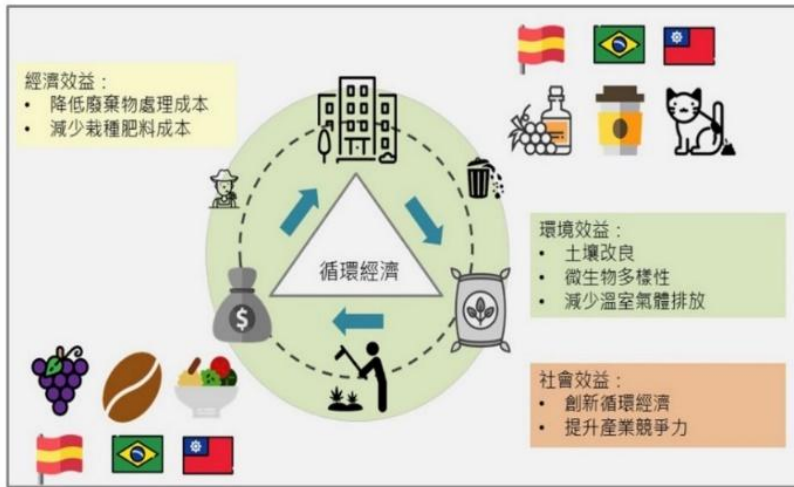 經濟效益：
• 降低廢棄物處理成本
• 減少栽種肥料成本
循環經濟
$
環境效益：
• 土壤改良
• 微生物多樣性
• 減少溫室氣體排放
社會效益：
• 創新循環經濟
• 提升產業競爭力